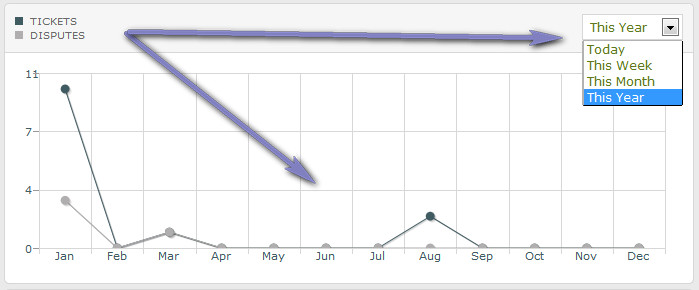 TICKETS
DISPUTES
This Year
Today
This Week
This Month
This Year
11
7
4
0
Jan Feb Mar Apr May Jun Jul Aug Sep Oct Nov Dec